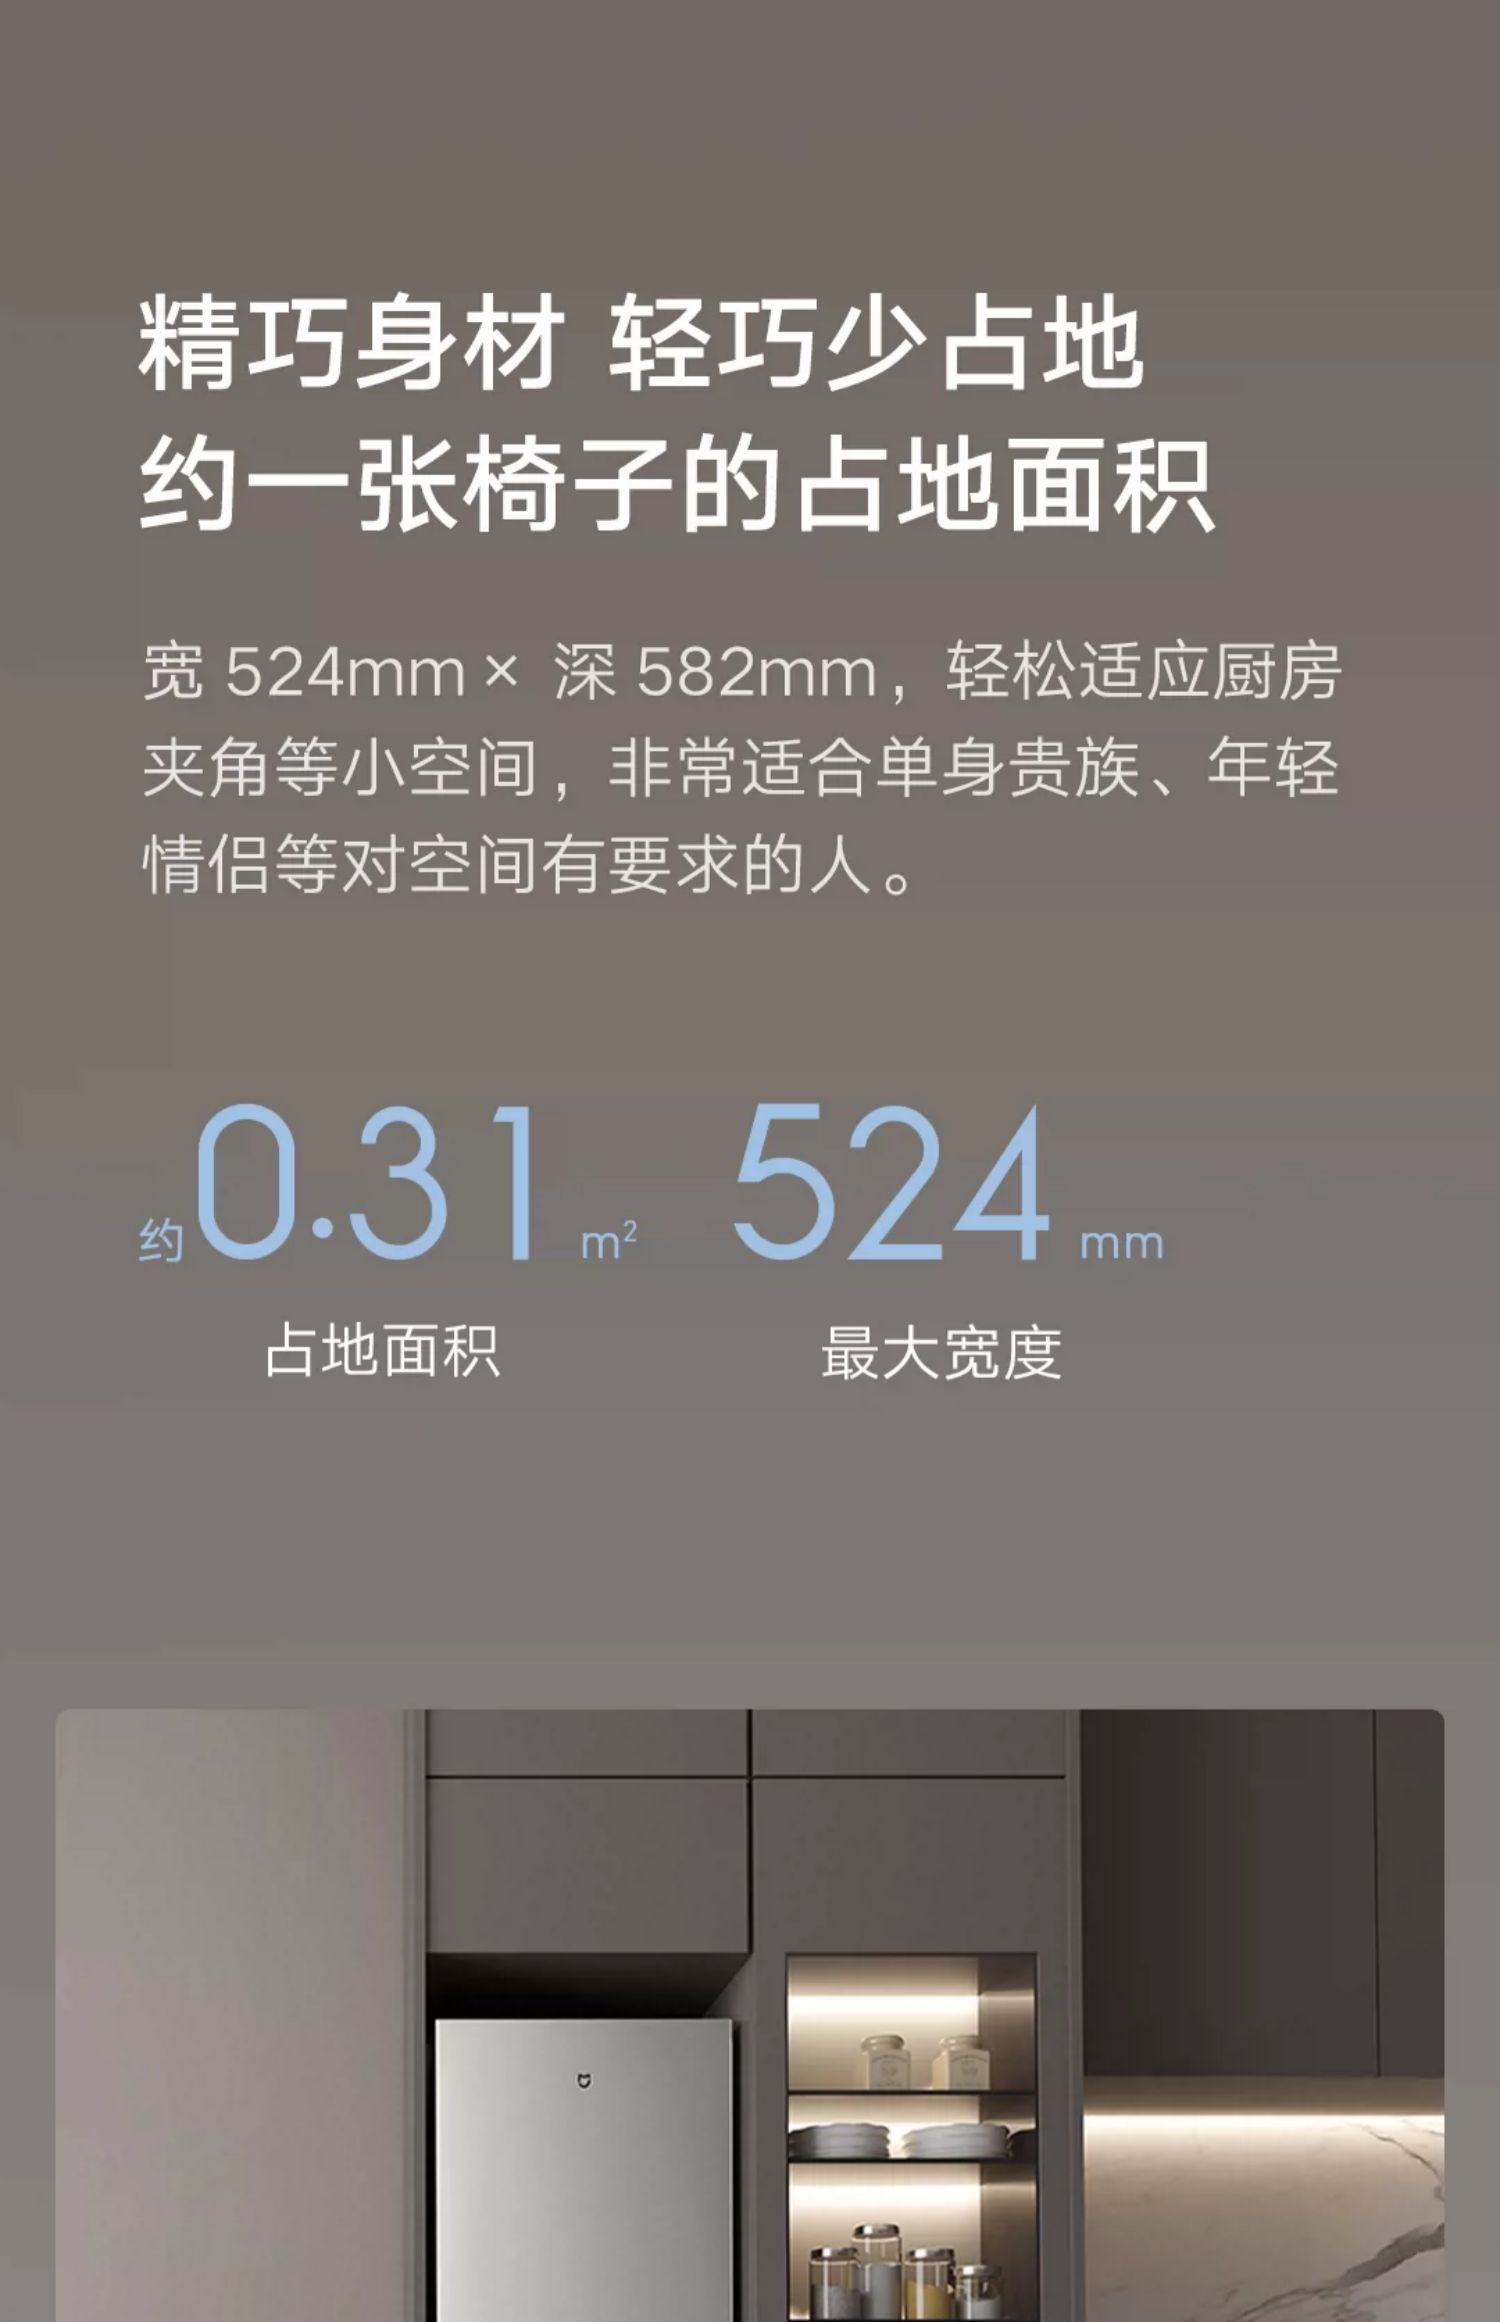 精巧身材 轻巧少占地
约一张椅子的占地面积
宽 524mm× 深 582mm，轻松适应厨房
夹角等小空间，非常适合单身贵族、年轻
情侣等对空间有要求的人。
约0.31 m² 524 mm
占地面积 最大宽度